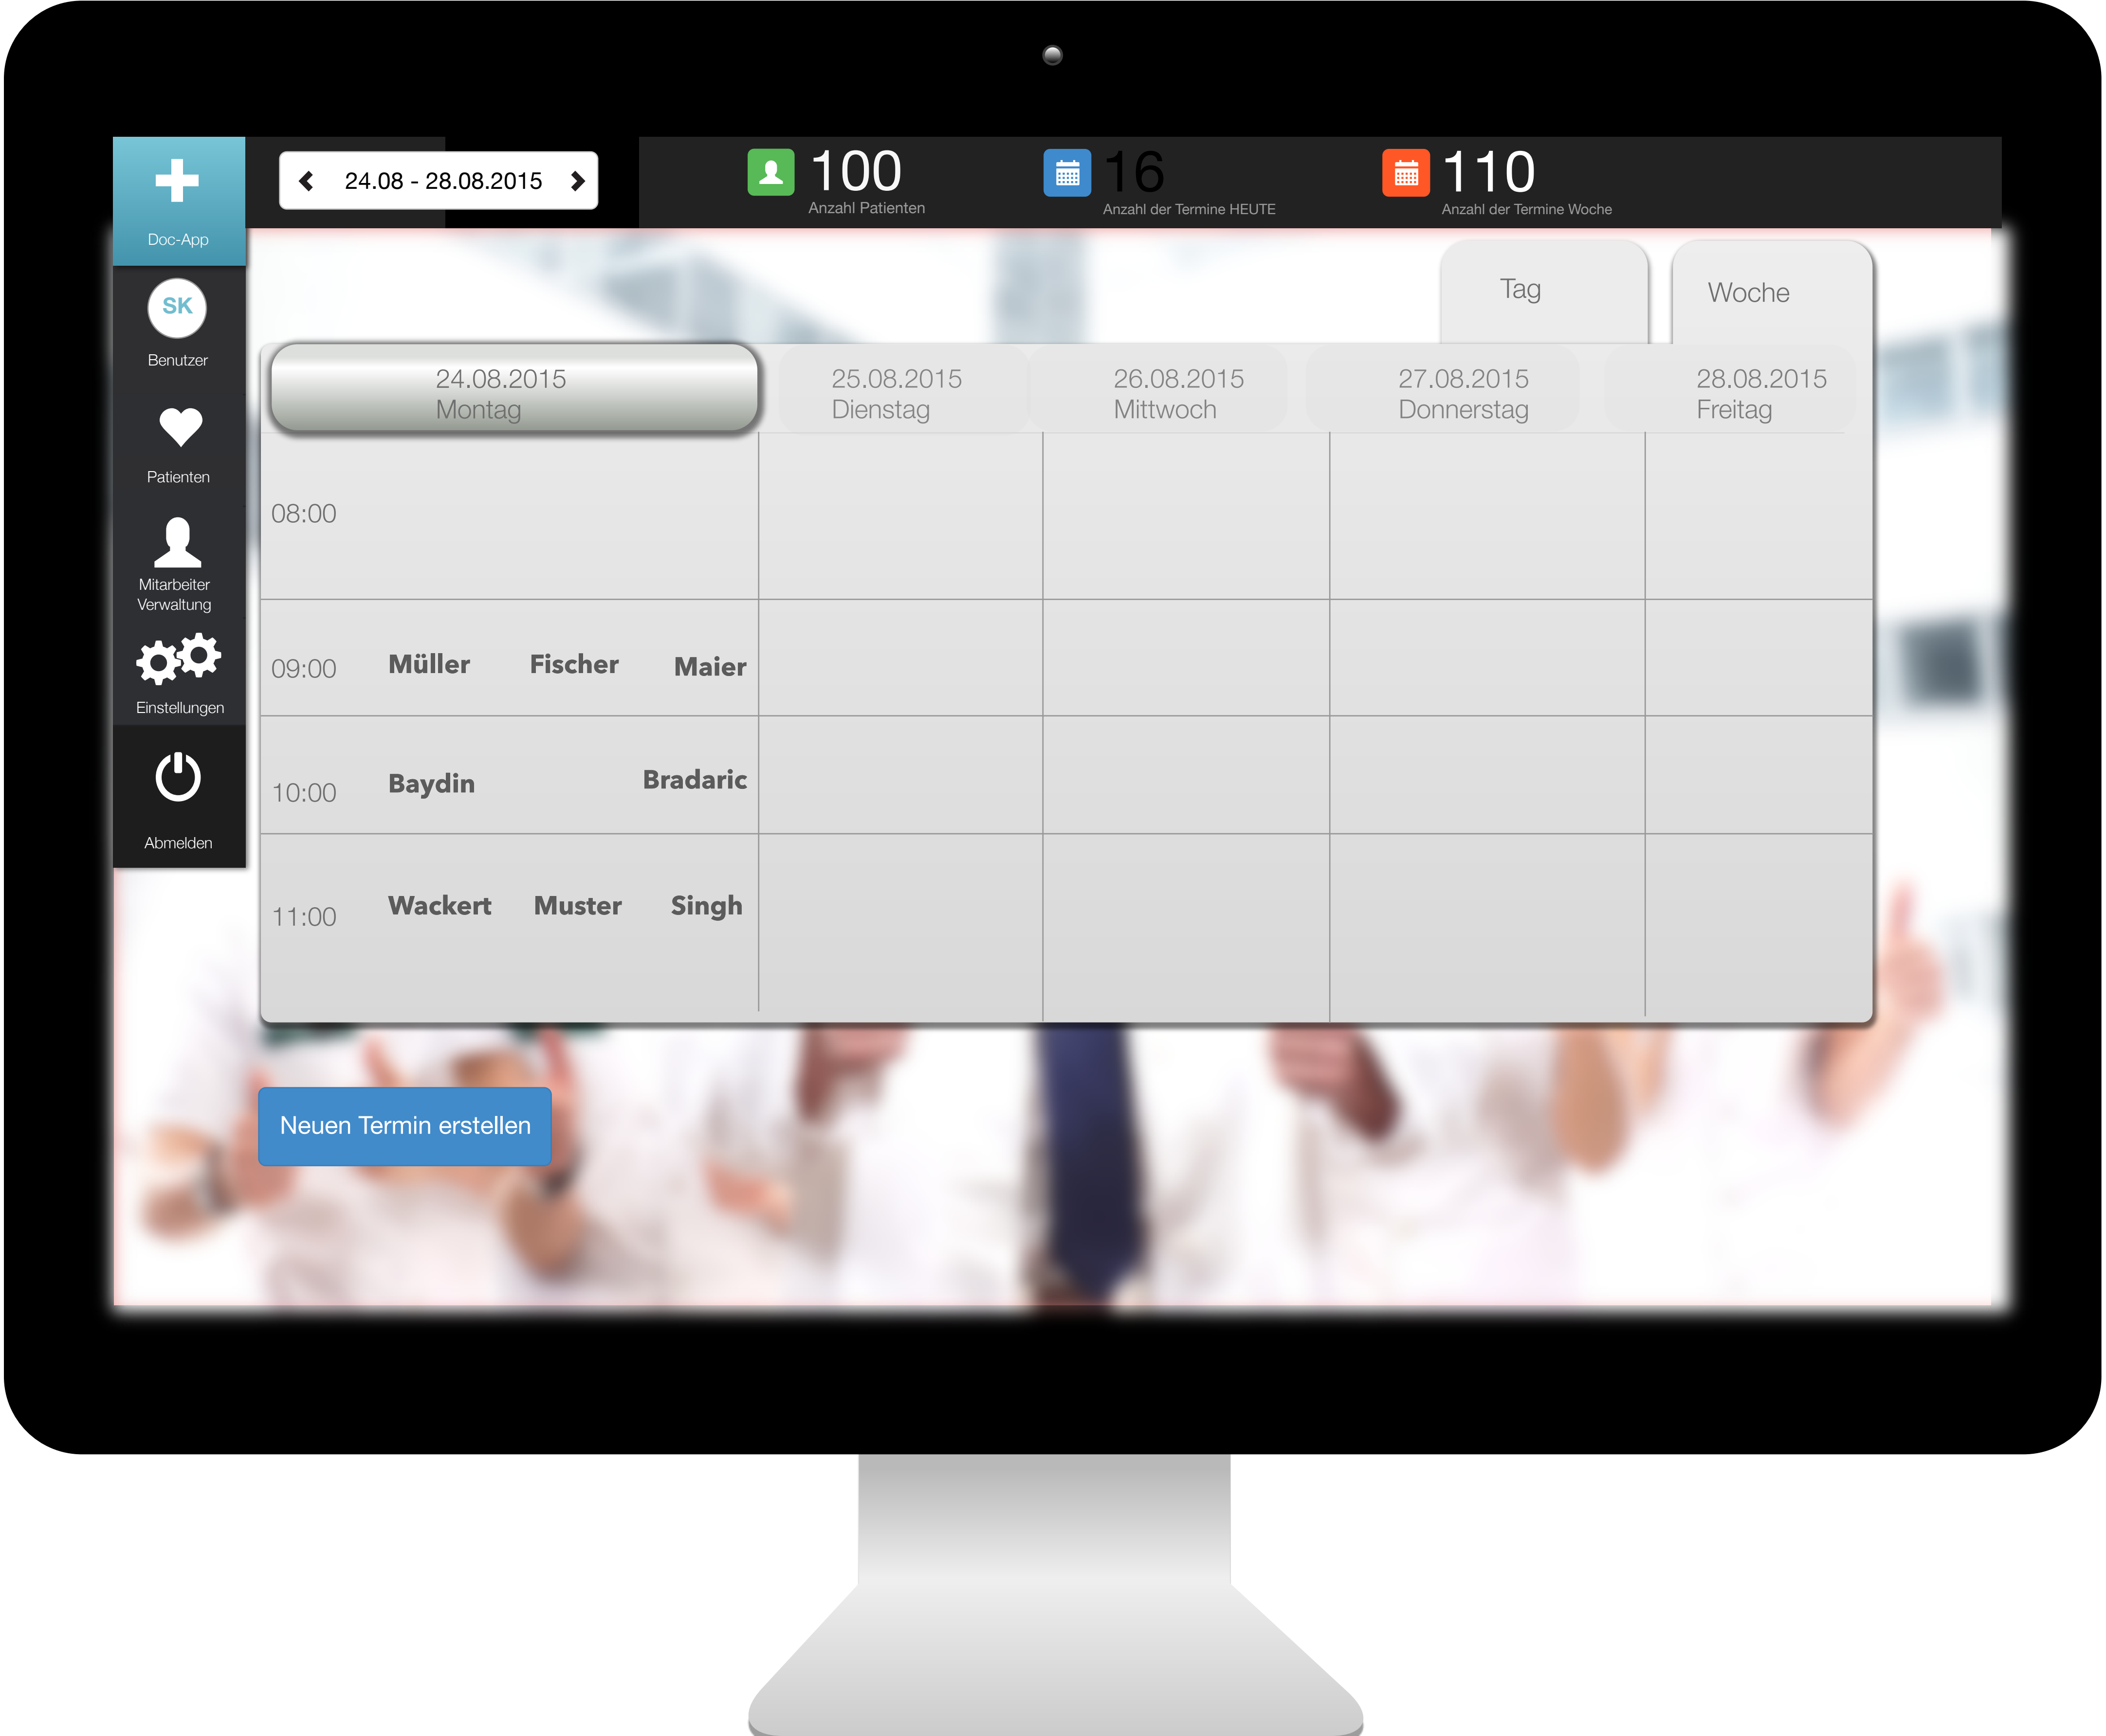 24.08 - 28.08.2015
100
Anzahl Patienten
16
Anzahl der Termine HEUTE
110
Anzahl der Termine Woche
Doc-App
SK
Benutzer
Patienten
Mitarbeiter
Verwaltung
Einstellungen
Abmelden
Tag
Woche
24.08.2015
Montag
25.08.2015
Dienstag
26.08.2015
Mittwoch
27.08.2015
Donnerstag
28.08.2015
Freitag
08:00
09:00 Müller Fischer Maier
10:00 Baydin Bradaric
11:00 Wackert Muster Singh
Neuen Termin erstellen